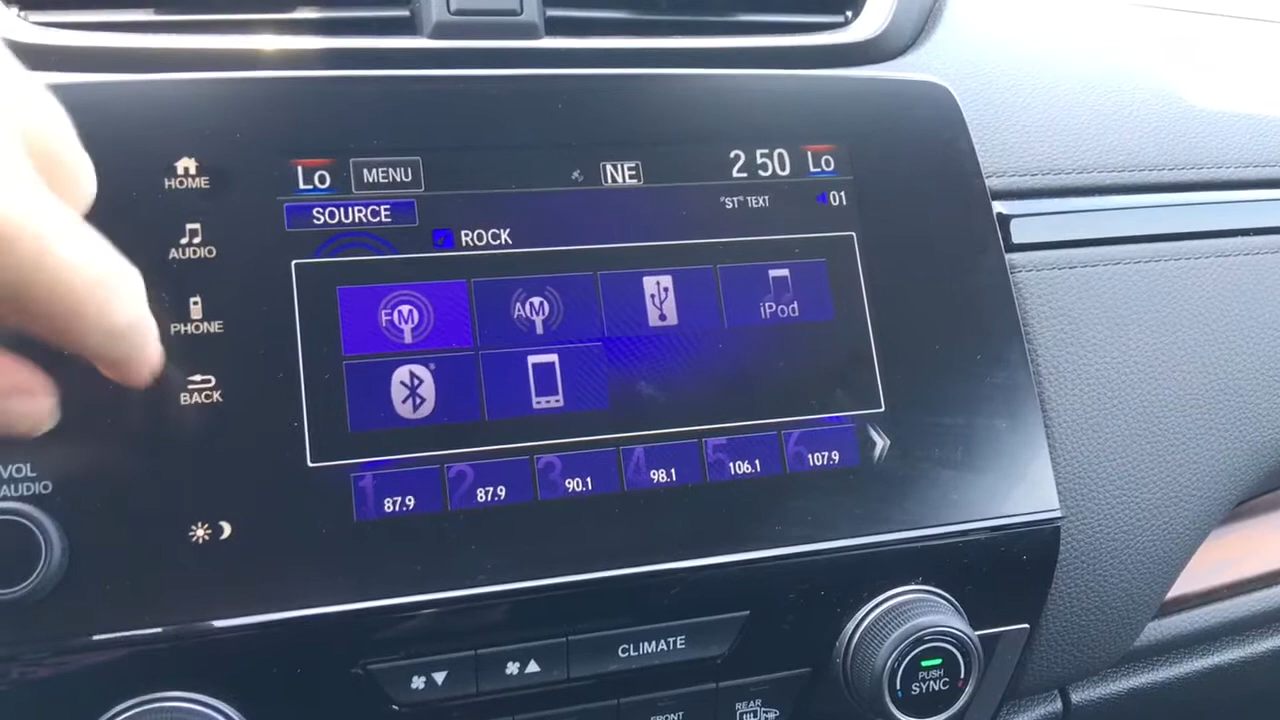 HOME
AUDIO
PHONE
BACK
VOL
AUDIO
Lo
MENU
NE
2 50
Lo
SOURCE
"ST" TEXT
01
ROCK
FM
AM
iPod
1 87.9
2 87.9
3 90.1
4 98.1
5 106.1
6 107.9
CLIMATE
PUSH
SYNC
FRONT
REAR